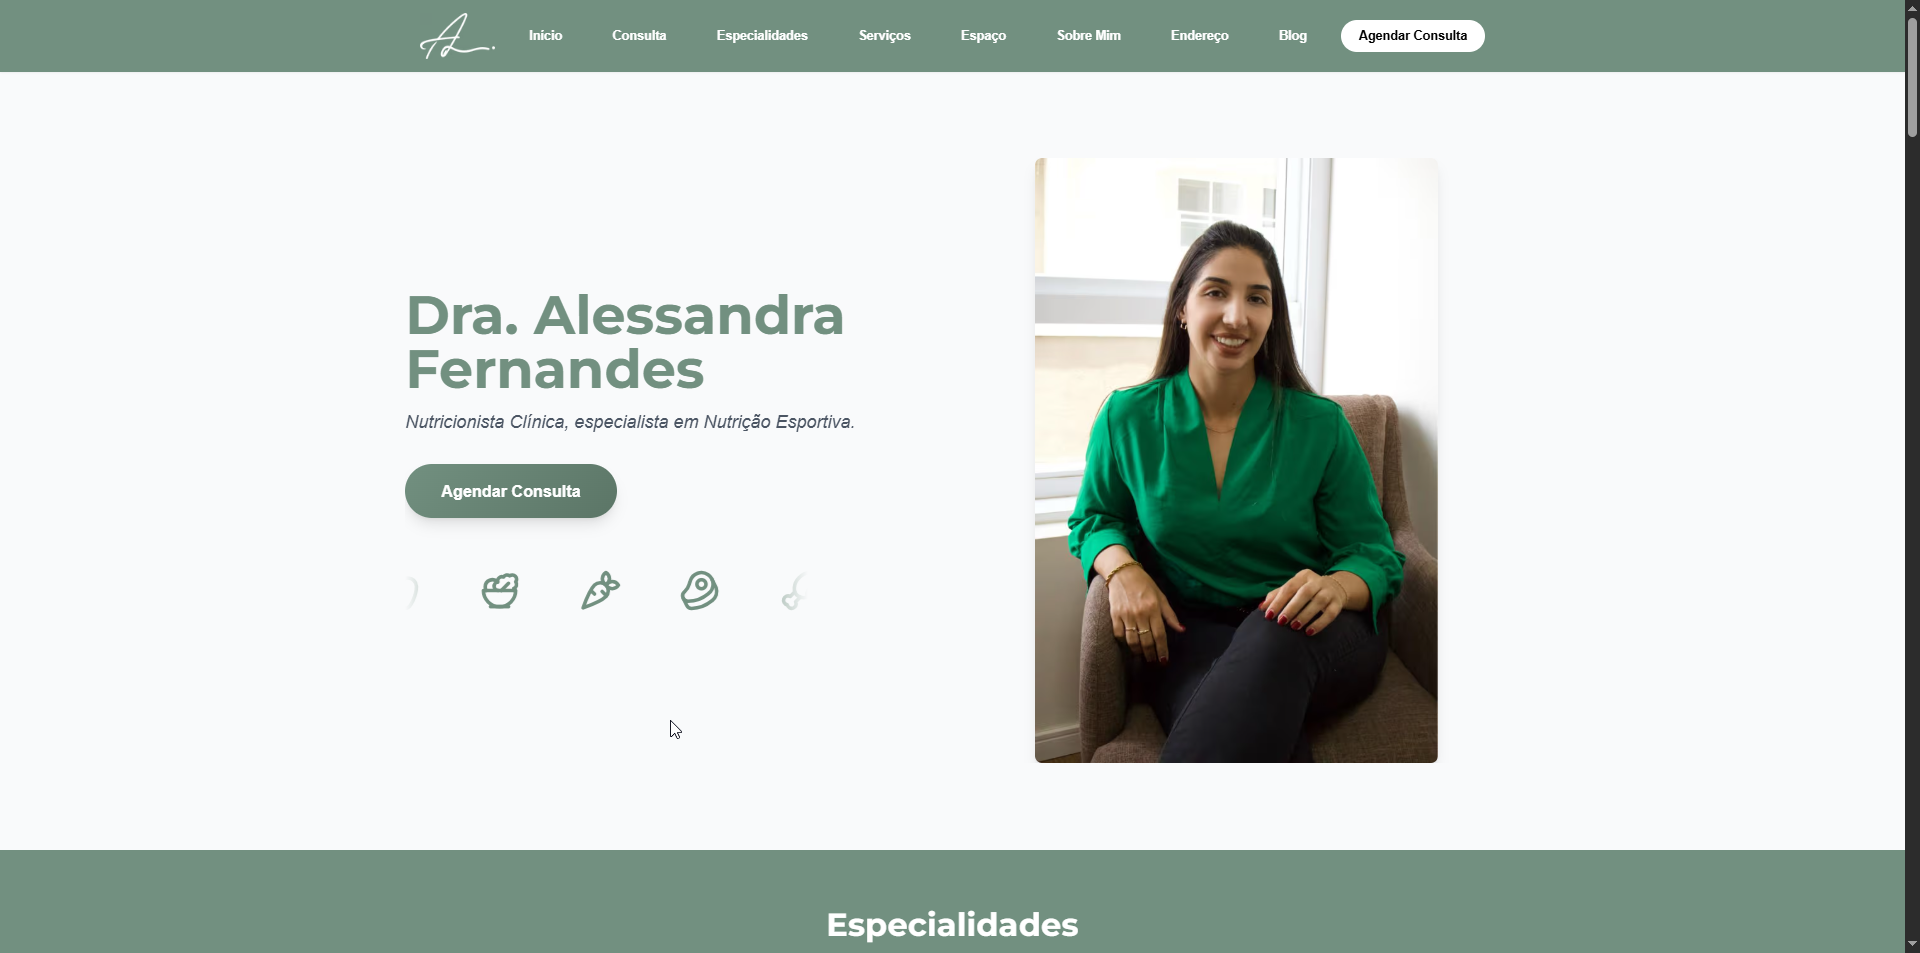 Início
Consulta
Especialidades
Serviços
Espaço
Sobre Mim
Endereço
Blog
Agendar Consulta
Dra. Alessandra
Fernandes
Nutricionista Clínica, especialista em Nutrição Esportiva.
Agendar Consulta
Especialidades